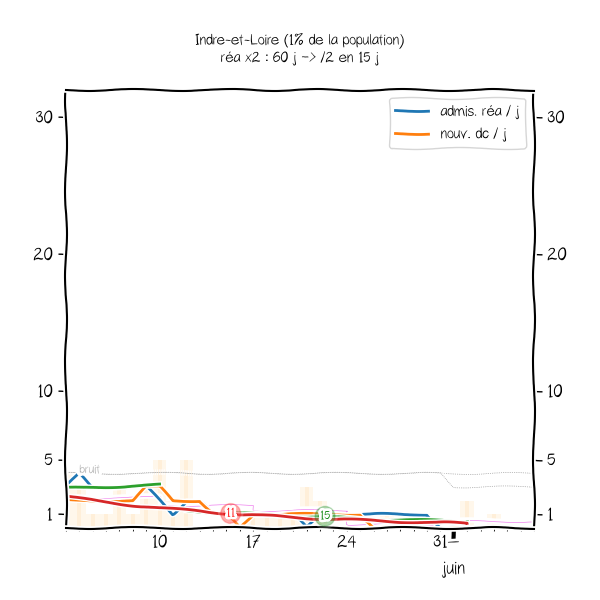 Indre-et-Loire (1% de la population)
réa x2 : 60 j -> /2 en 15 j
admis. réa / j
nouv. dc / j
30 30
20 20
10 10
5 5
bruit
1 11 15 1
10 17 24 31
juin